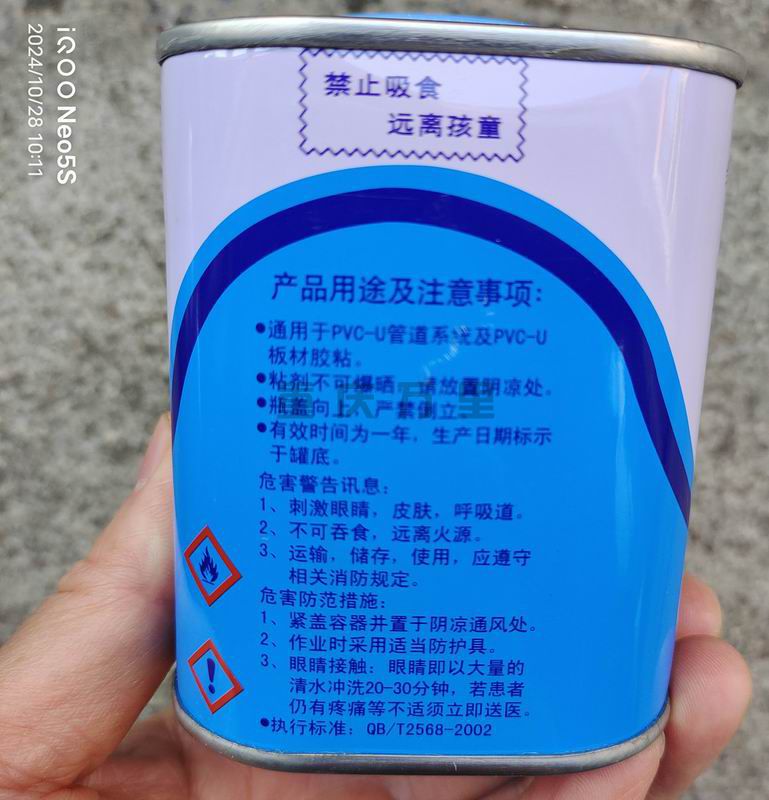 iQOO Neo5S
2024/10/28 10:11
禁止吸食
远离孩童
产品用途及注意事项:
●通用于PVC-U管道系统及PVC-U
板材胶粘。
●粘剂不可爆晒 请放置阴凉处。
●瓶盖向上 严禁倒立
●有效时间为一年，生产日期标示
于罐底。
危害警告讯息:
1、刺激眼睛，皮肤，呼吸道。
2、不可吞食，远离火源。
3、运输，储存，使用，应遵守
相关消防规定。
危害防范措施:
1、紧盖容器并置于阴凉通风处。
2、作业时采用适当防护具。
3、眼睛接触: 眼睛即以大量的
清水冲洗20-30分钟，若患者
仍有疼痛等不适须立即送医。
●执行标准: QB/T2568-2002